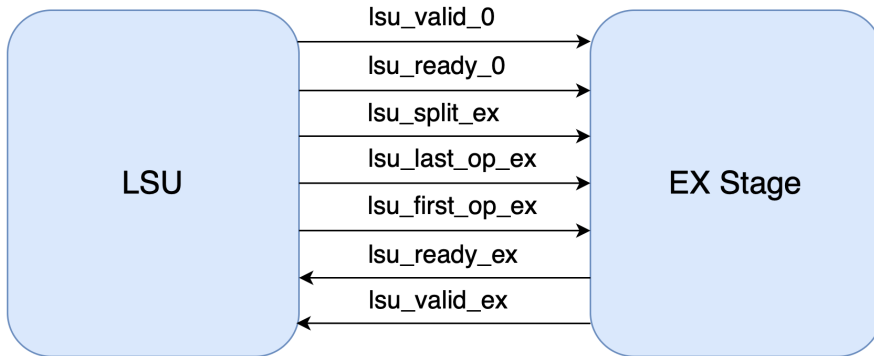 lsu_valid_0
lsu_ready_0
lsu_split_ex
lsu_last_op_ex
LSU
EX Stage
lsu_first_op_ex
lsu_ready_ex
lsu_valid_ex